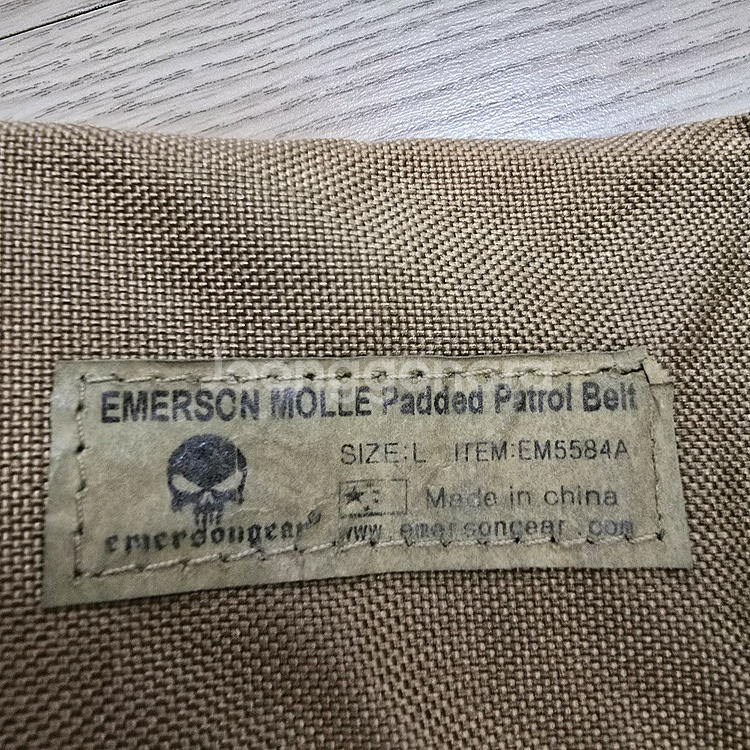 EMERSON MOLLE Padded Patrol Belt
SIZE:L ITEM:EM5584A
Made in china
emersongear®
www.emersongear.com